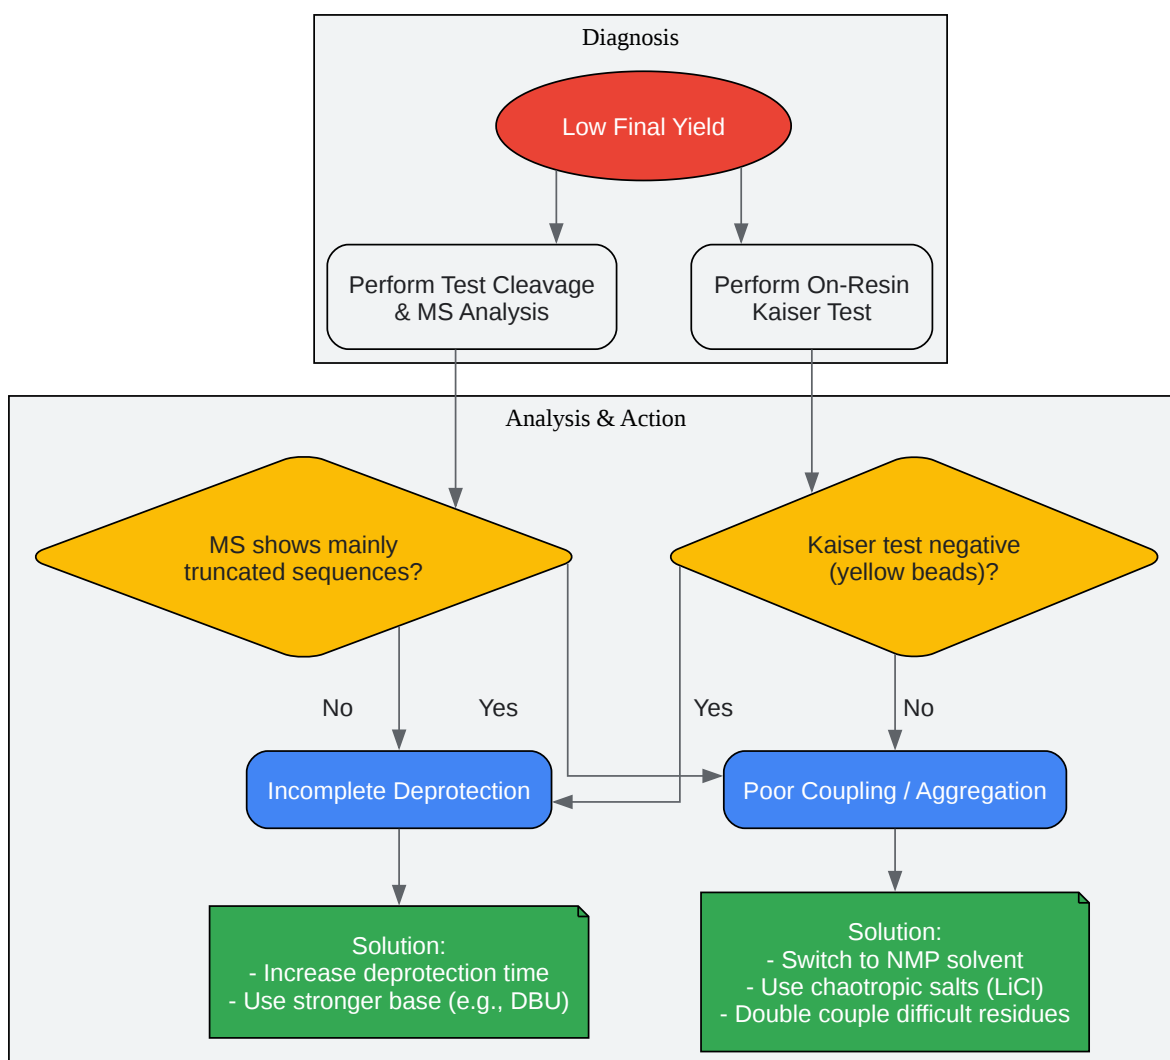 Diagnosis
Low Final Yield
Perform Test Cleavage
& MS Analysis
Perform On-Resin
Kaiser Test
Analysis & Action
MS shows mainly
truncated sequences?
Kaiser test negative
(yellow beads)?
No
Yes
Yes
No
Incomplete Deprotection
Poor Coupling / Aggregation
Solution:
- Increase deprotection time
- Use stronger base (e.g., DBU)
Solution:
- Switch to NMP solvent
- Use chaotropic salts (LiCl)
- Double couple difficult residues